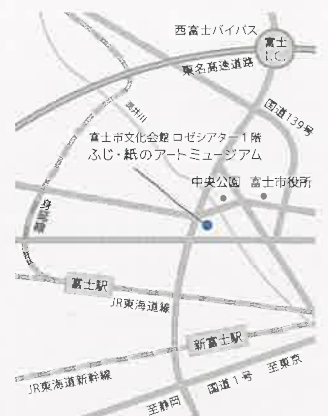 西富士バイパス
富士
I.C.
東名高速道路
国道139号
潤井川
富士市文化会館 ロゼシアター1階
ふじ・紙のアートミュージアム
中央公園 富士市役所
身延線
富士駅
JR東海道線
新富士駅
JR東海道新幹線
国道1号
至東京
至静岡